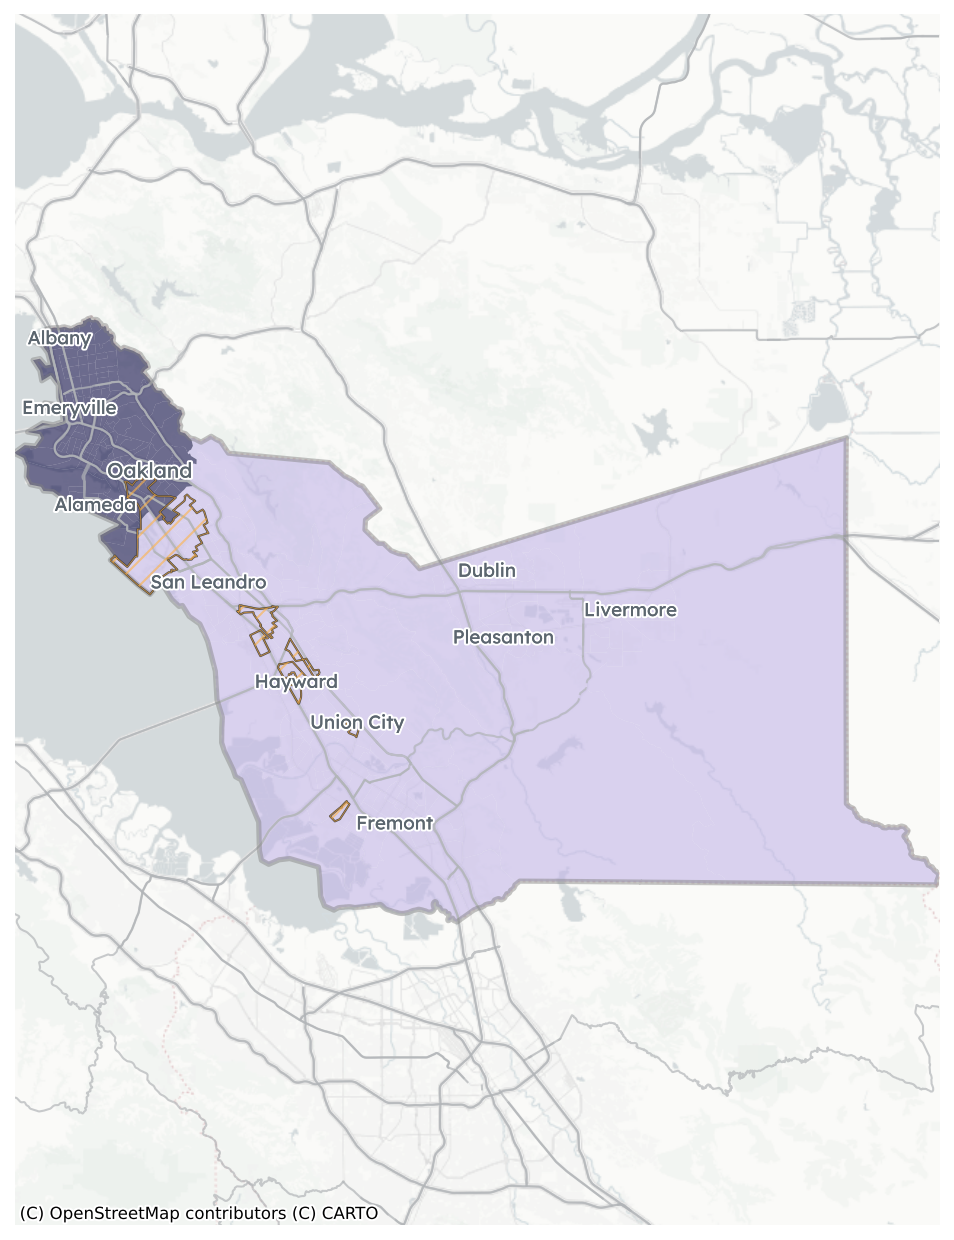 Albany
Emeryville
Oakland
Alameda
San Leandro
Dublin
Livermore
Pleasanton
Hayward
Union City
Fremont
(C) OpenStreetMap contributors (C) CARTO